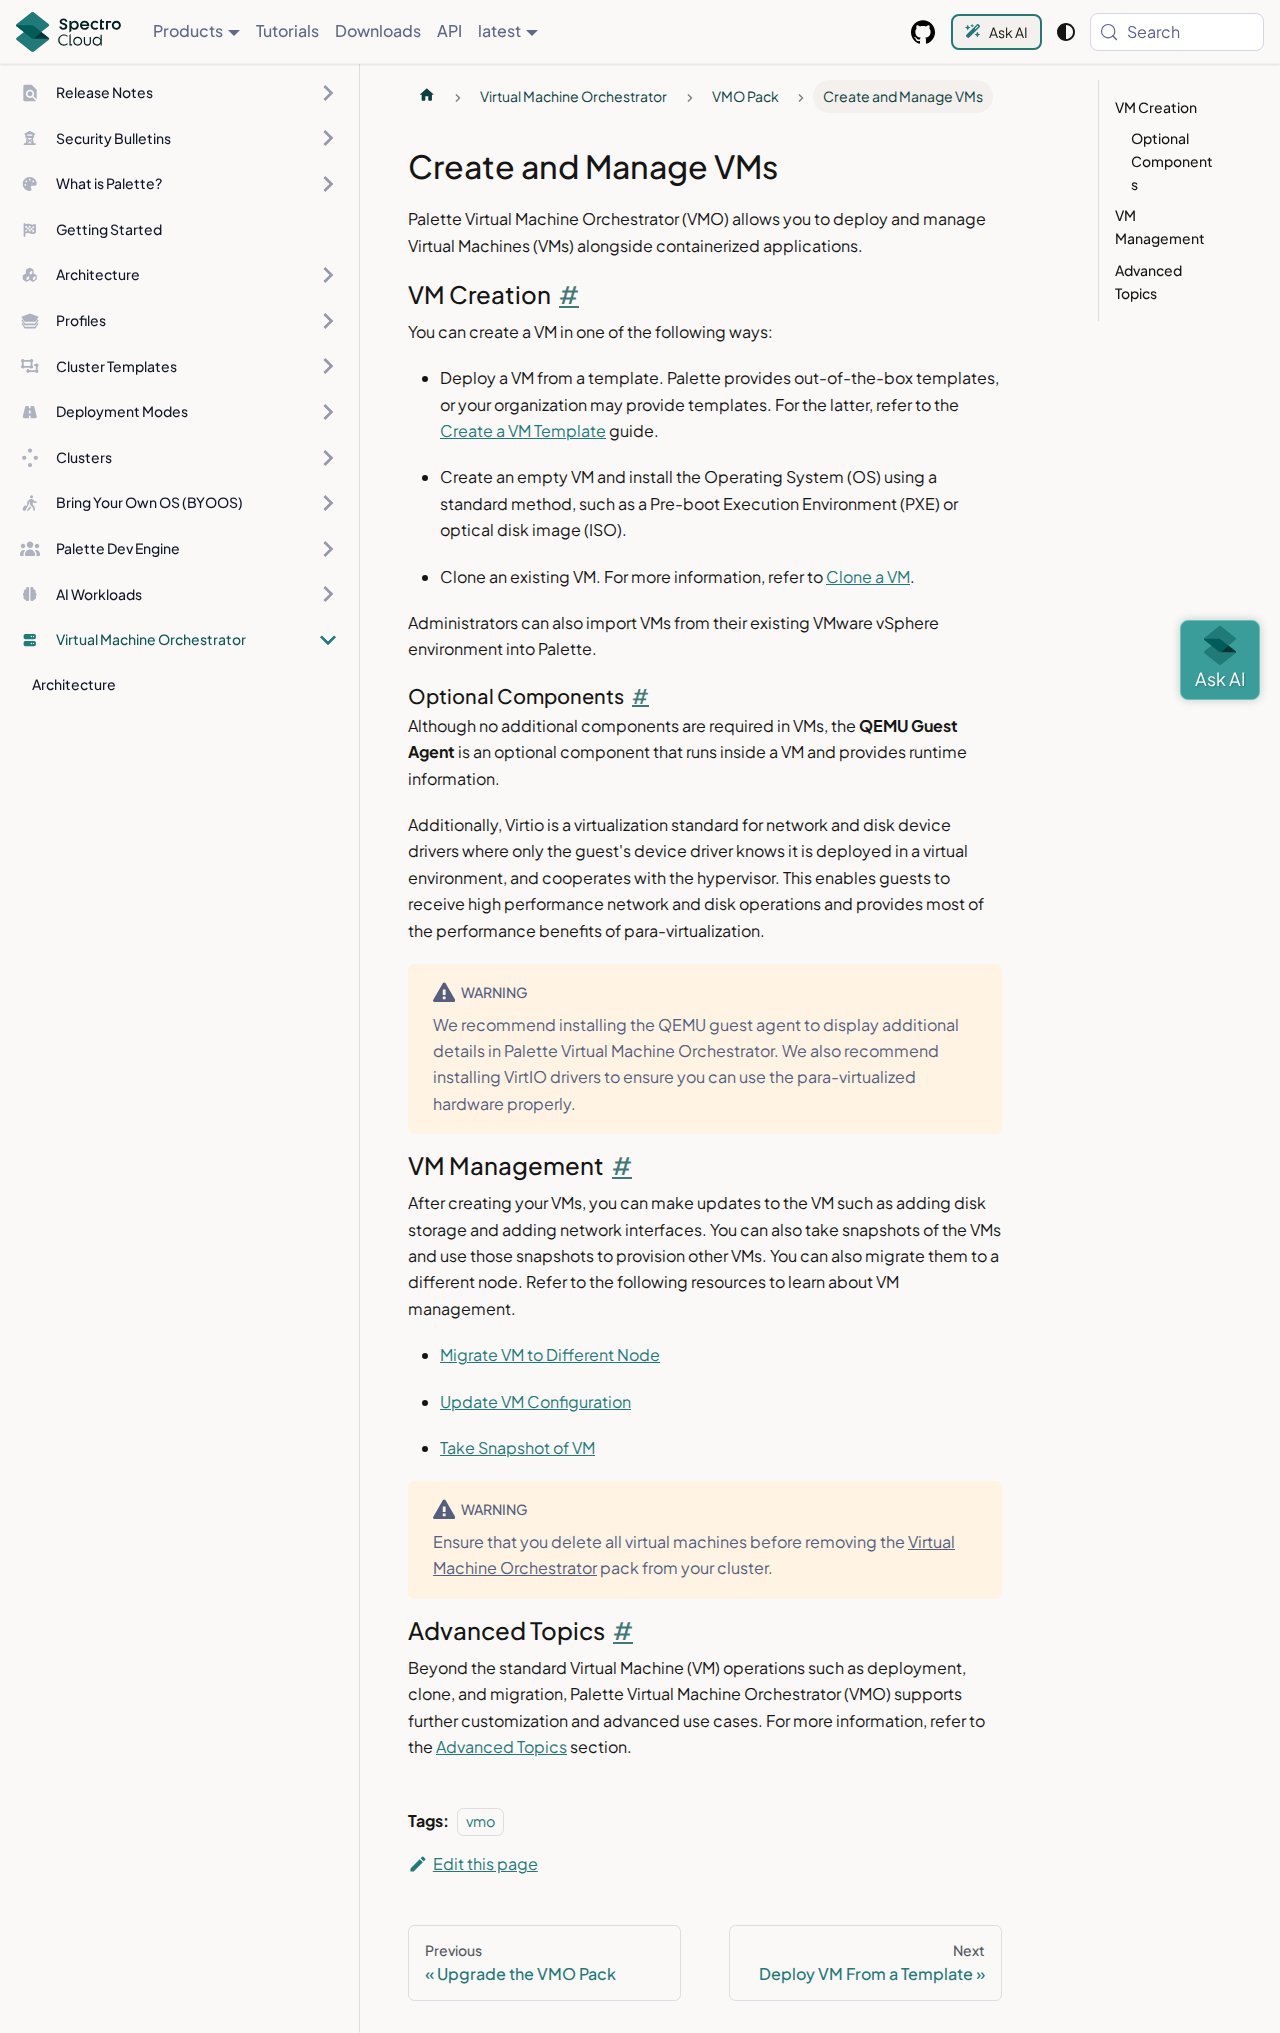 Spectro Cloud
Products
Tutorials
Downloads
API
latest
Ask AI
Search
Release Notes
Security Bulletins
What is Palette?
Getting Started
Architecture
Profiles
Cluster Templates
Deployment Modes
Clusters
Bring Your Own OS (BYOOS)
Palette Dev Engine
AI Workloads
Virtual Machine Orchestrator
Architecture
Virtual Machine Orchestrator
VMO Pack
Create and Manage VMs
Create and Manage VMs
Palette Virtual Machine Orchestrator (VMO) allows you to deploy and manage
Virtual Machines (VMs) alongside containerized applications.
VM Creation #
You can create a VM in one of the following ways:
Deploy a VM from a template. Palette provides out-of-the-box templates,
or your organization may provide templates. For the latter, refer to the
Create a VM Template guide.
Create an empty VM and install the Operating System (OS) using a
standard method, such as a Pre-boot Execution Environment (PXE) or
optical disk image (ISO).
Clone an existing VM. For more information, refer to Clone a VM.
Administrators can also import VMs from their existing VMware vSphere
environment into Palette.
Optional Components #
Although no additional components are required in VMs, the QEMU Guest
Agent is an optional component that runs inside a VM and provides runtime
information.
Additionally, Virtio is a virtualization standard for network and disk device
drivers where only the guest's device driver knows it is deployed in a virtual
environment, and cooperates with the hypervisor. This enables guests to
receive high performance network and disk operations and provides most of
the performance benefits of para-virtualization.
WARNING
We recommend installing the QEMU guest agent to display additional
details in Palette Virtual Machine Orchestrator. We also recommend
installing VirtIO drivers to ensure you can use the para-virtualized
hardware properly.
VM Management #
After creating your VMs, you can make updates to the VM such as adding disk
storage and adding network interfaces. You can also take snapshots of the VMs
and use those snapshots to provision other VMs. You can also migrate them to a
different node. Refer to the following resources to learn about VM
management.
Migrate VM to Different Node
Update VM Configuration
Take Snapshot of VM
WARNING
Ensure that you delete all virtual machines before removing the Virtual
Machine Orchestrator pack from your cluster.
Advanced Topics #
Beyond the standard Virtual Machine (VM) operations such as deployment,
clone, and migration, Palette Virtual Machine Orchestrator (VMO) supports
further customization and advanced use cases. For more information, refer to
the Advanced Topics section.
Tags: vmo
Edit this page
Previous
« Upgrade the VMO Pack
Next
Deploy VM From a Template »
VM Creation
Optional
Component
s
VM
Management
Advanced
Topics
Ask AI